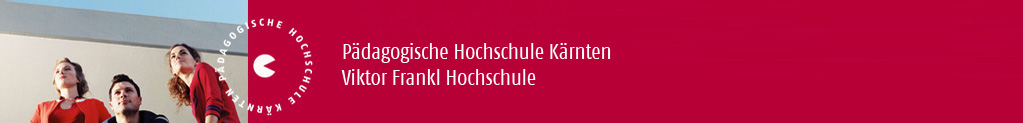 PÄDAGOGISCHE HOCHSCHULE KÄRNTEN
Pädagogische Hochschule Kärnten
Viktor Frankl Hochschule